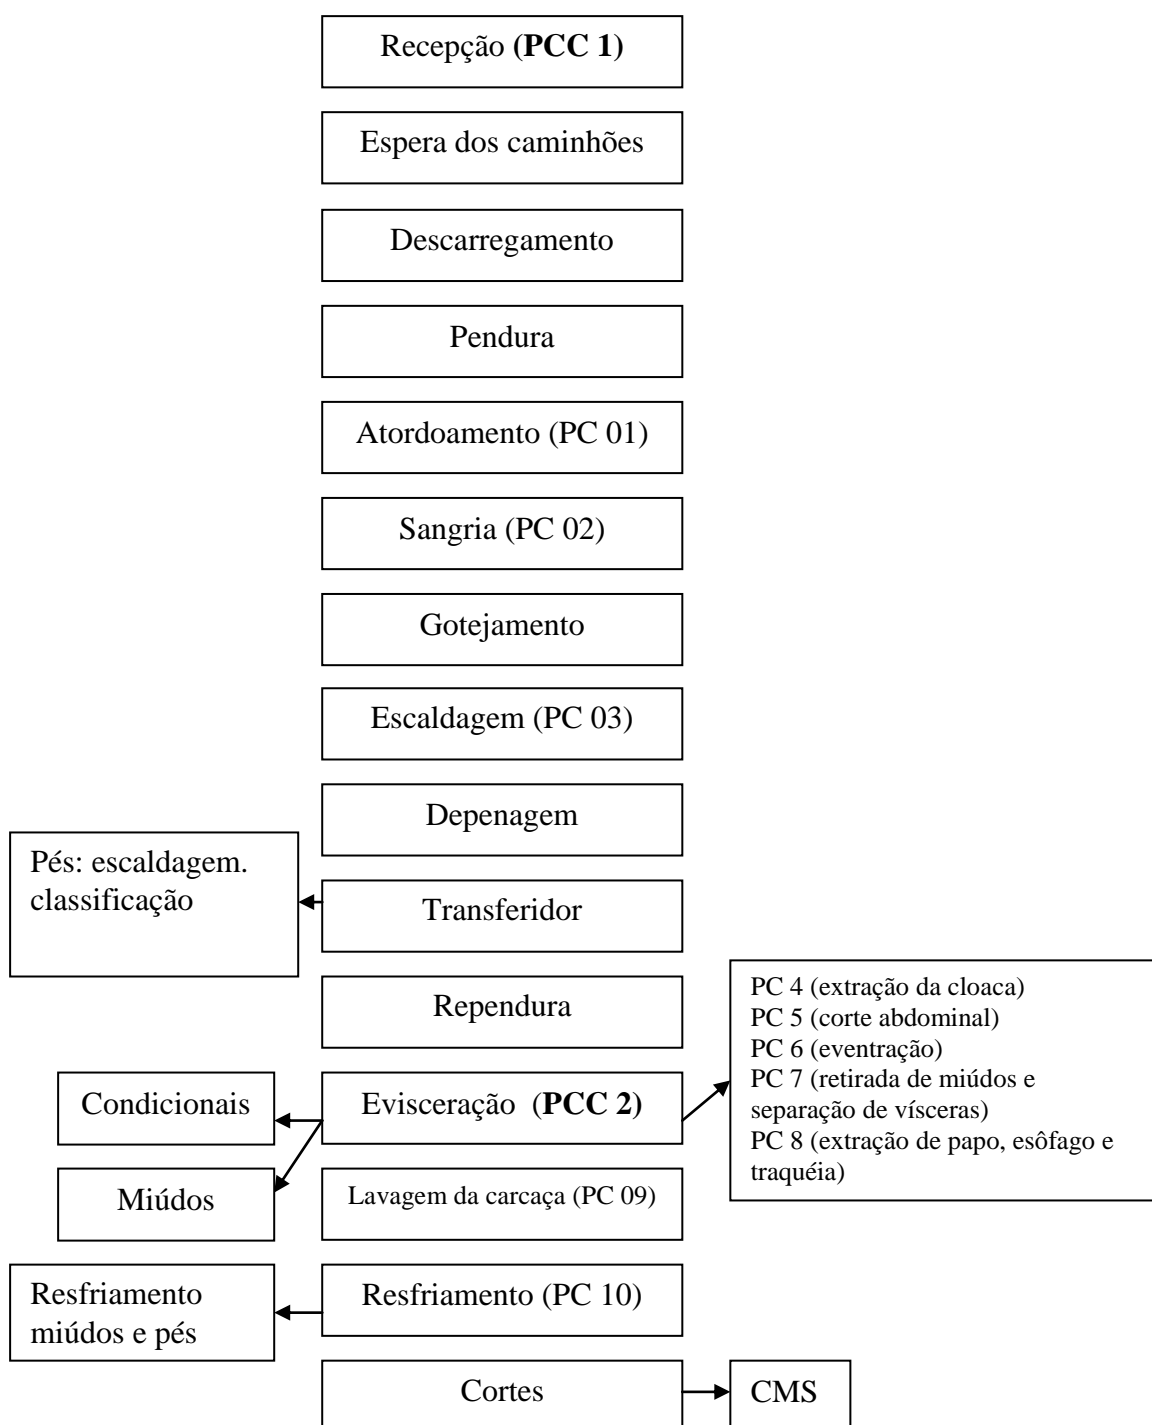 Recepção (PCC 1)
Espera dos caminhões
Descarregamento
Pendura
Atordoamento (PC 01)
Sangria (PC 02)
Gotejamento
Escaldagem (PC 03)
Depenagem
Pés: escaldagem.
classificação
Transferidor
Rependura
PC 4 (extração da cloaca)
PC 5 (corte abdominal)
PC 6 (eventração)
PC 7 (retirada de miúdos e
separação de vísceras)
PC 8 (extração de papo, esôfago e
traquéia)
Condicionais
Evisceração (PCC 2)
Miúdos
Lavagem da carcaça (PC 09)
Resfriamento
miúdos e pés
Resfriamento (PC 10)
Cortes
CMS